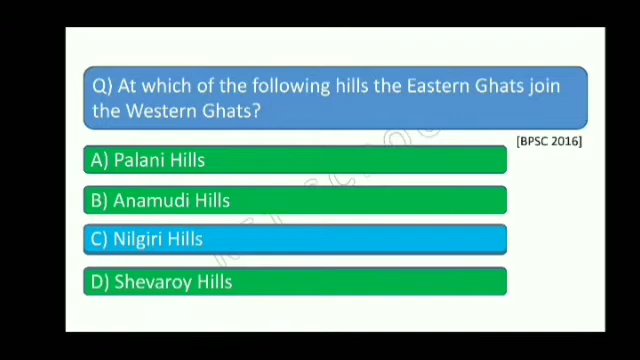 Q) At which of the following hills the Eastern Ghats join
the Western Ghats?
[BPSC 2016]
A) Palani Hills
B) Anamudi Hills
C) Nilgiri Hills
D) Shevaroy Hills